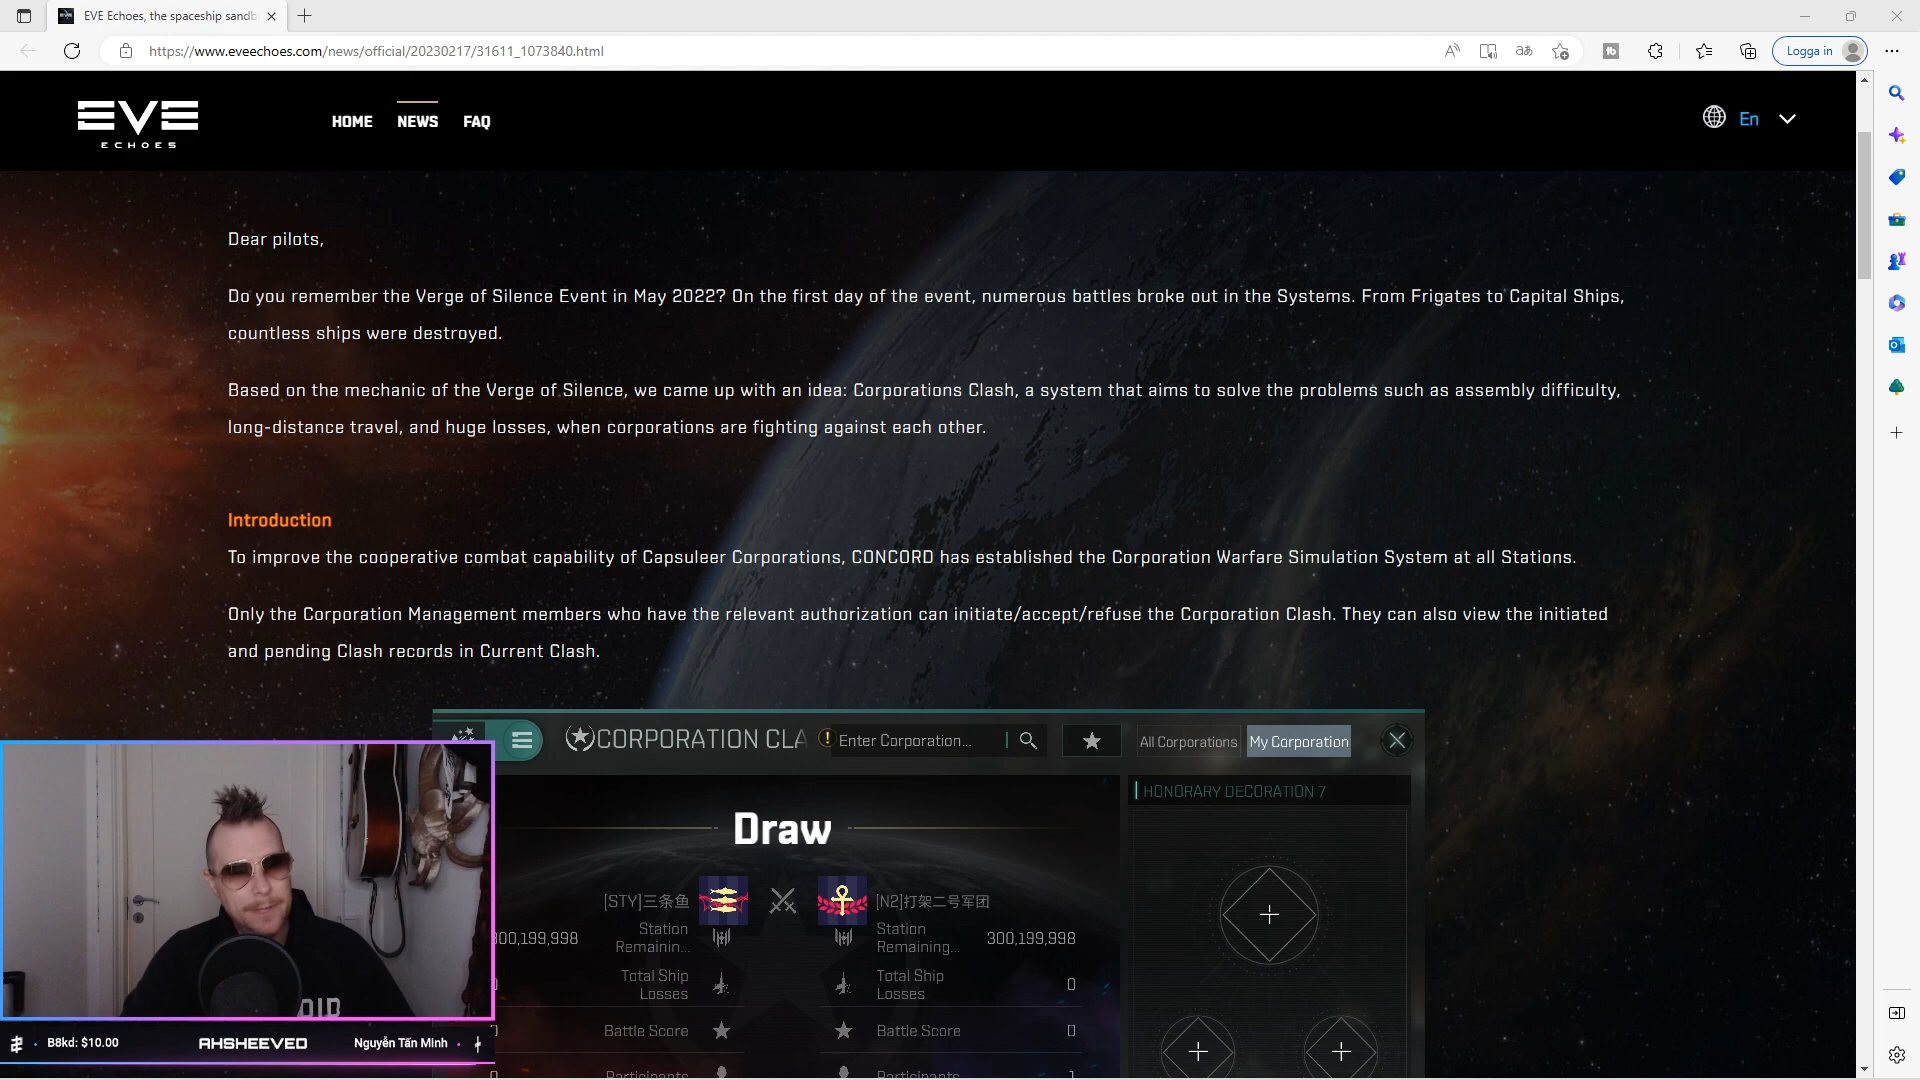 EVE Echoes, the spaceship sandb
https://www.eveechoes.com/news/official/20230217/31611_1073840.html
Logga in
EVE
ECHOES
HOME
NEWS
FAQ
En
Dear pilots,
Do you remember the Verge of Silence Event in May 2022? On the first day of the event, numerous battles broke out in the Systems. From Frigates to Capital Ships,
countless ships were destroyed.
Based on the mechanic of the Verge of Silence, we came up with an idea: Corporations Clash, a system that aims to solve the problems such as assembly difficulty,
long-distance travel, and huge losses, when corporations are fighting against each other.
Introduction
To improve the cooperative combat capability of Capsuleer Corporations, CONCORD has established the Corporation Warfare Simulation System at all Stations.
Only the Corporation Management members who have the relevant authorization can initiate/accept/refuse the Corporation Clash. They can also view the initiated
and pending Clash records in Current Clash.
CORPORATION CLA
Enter Corporation...
All Corporations
My Corporation
HONORARY DECORATION 7
Draw
[STY]三条鱼
[N2]打架二号军团
00,199,998
Station
Remainin...
Station
Remaining...
300,199,998
Total Ship
Losses
Total Ship
Losses
0
Battle Score
Battle Score
0
Participants
Participants
1
B8kd: $10.00
AHSHEEVED
Nguyễn Tấn Minh